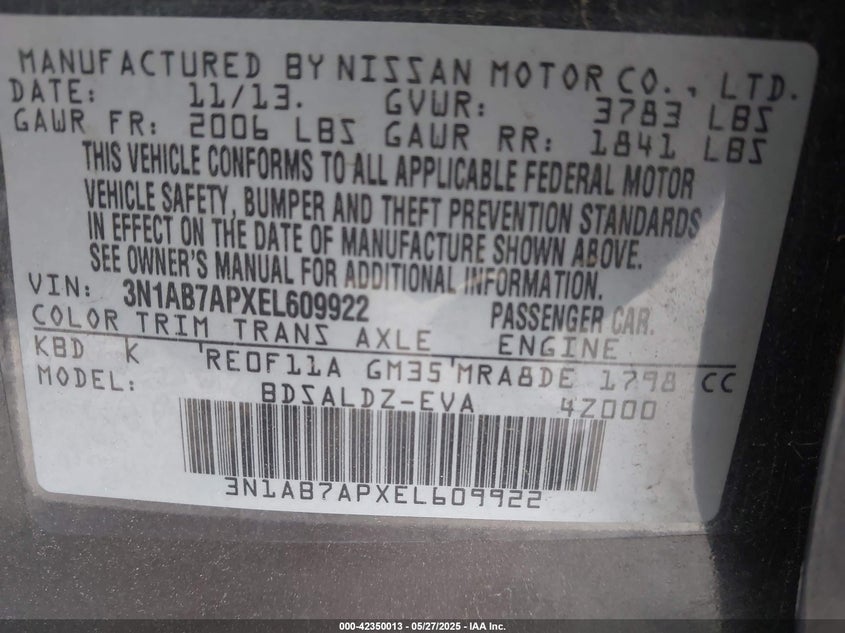 MANUFACTURED BY NISSAN MOTOR CO., LTD.
DATE: 11/13. GVWR: 3783 LBS
GAWR FR: 2006 LBS GAWR RR: 1841 LBS
THIS VEHICLE CONFORMS TO ALL APPLICABLE FEDERAL MOTOR
VEHICLE SAFETY, BUMPER AND THEFT PREVENTION STANDARDS
IN EFFECT ON THE DATE OF MANUFACTURE SHOWN ABOVE.
SEE OWNER'S MANUAL FOR ADDITIONAL INFORMATION.
VIN: 3N1AB7APXEL609922 PASSENGER CAR.
COLOR TRIM TRANS AXLE ENGINE
KBD K RE0F11A GM35 MRA8DE 1798 CC
MODEL: BDSALDZ-EVA 4Z000
3N1AB7APXEL609922
000-42350013 — 05/27/2025 — IAA Inc.